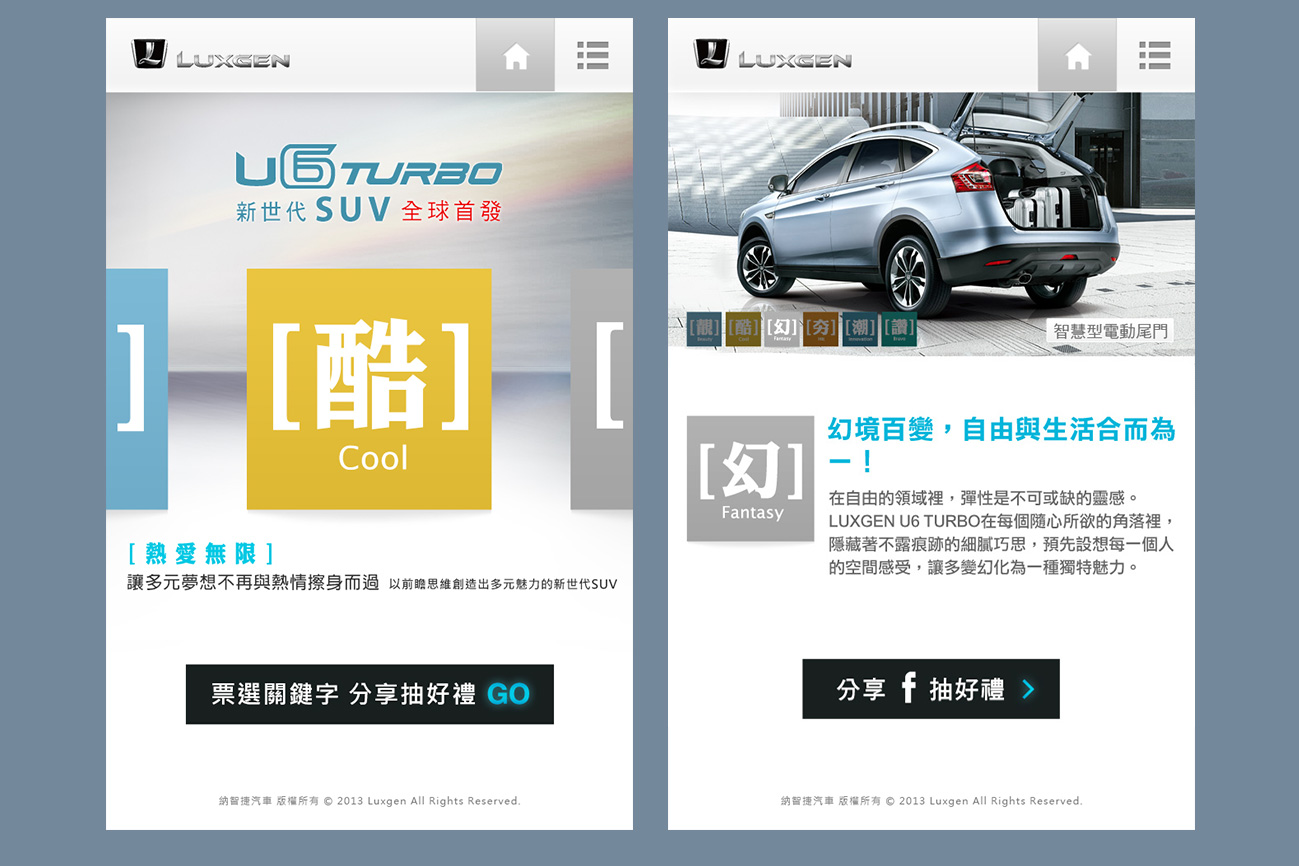 LUXGEN
U6 TURBO
新世代 SUV 全球首發
[酷]
Cool
[熱愛無限]
讓多元夢想不再與熱情擦身而過 以前瞻思維創造出多元魅力的新世代SUV
票選關鍵字 分享抽好禮 GO
納智捷汽車 版權所有 © 2013 Luxgen All Rights Reserved.
LUXGEN
[靚] [酷] [幻] [夯] [潮] [讚]
Beauty Cool Fantasy Hit Innovation Bravo
智慧型電動尾門
[幻]
Fantasy
幻境百變，自由與生活合而為
一！
在自由的領域裡，彈性是不可或缺的靈感。
LUXGEN U6 TURBO在每個隨心所欲的角落裡，
隱藏著不露痕跡的細膩巧思，預先設想每一個人
的空間感受，讓多變幻化為一種獨特魅力。
分享 f 抽好禮 >
納智捷汽車 版權所有 © 2013 Luxgen All Rights Reserved.